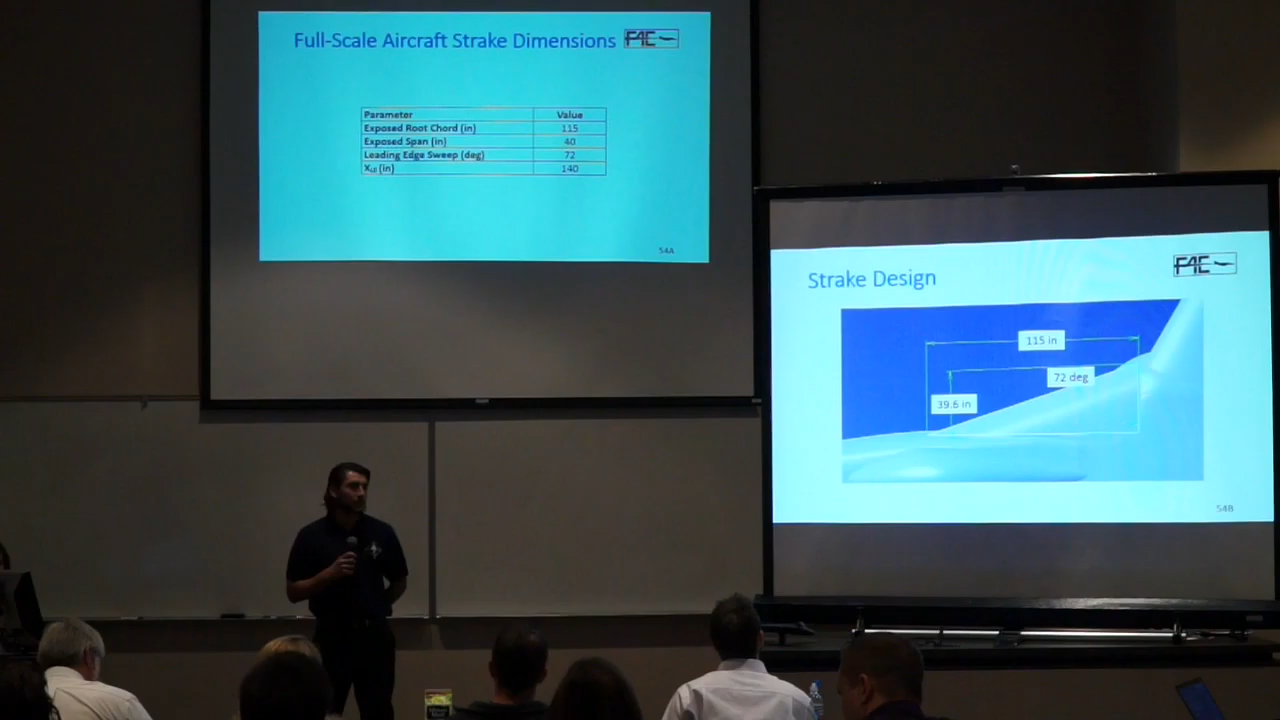 Full-Scale Aircraft Strake Dimensions
F4E
Parameter Value
Exposed Root Chord (in) 115
Exposed Span (in) 40
Leading Edge Sweep (deg) 72
XLE (in) 140
54A
Strake Design
F4E
115 in
72 deg
39.6 in
54B